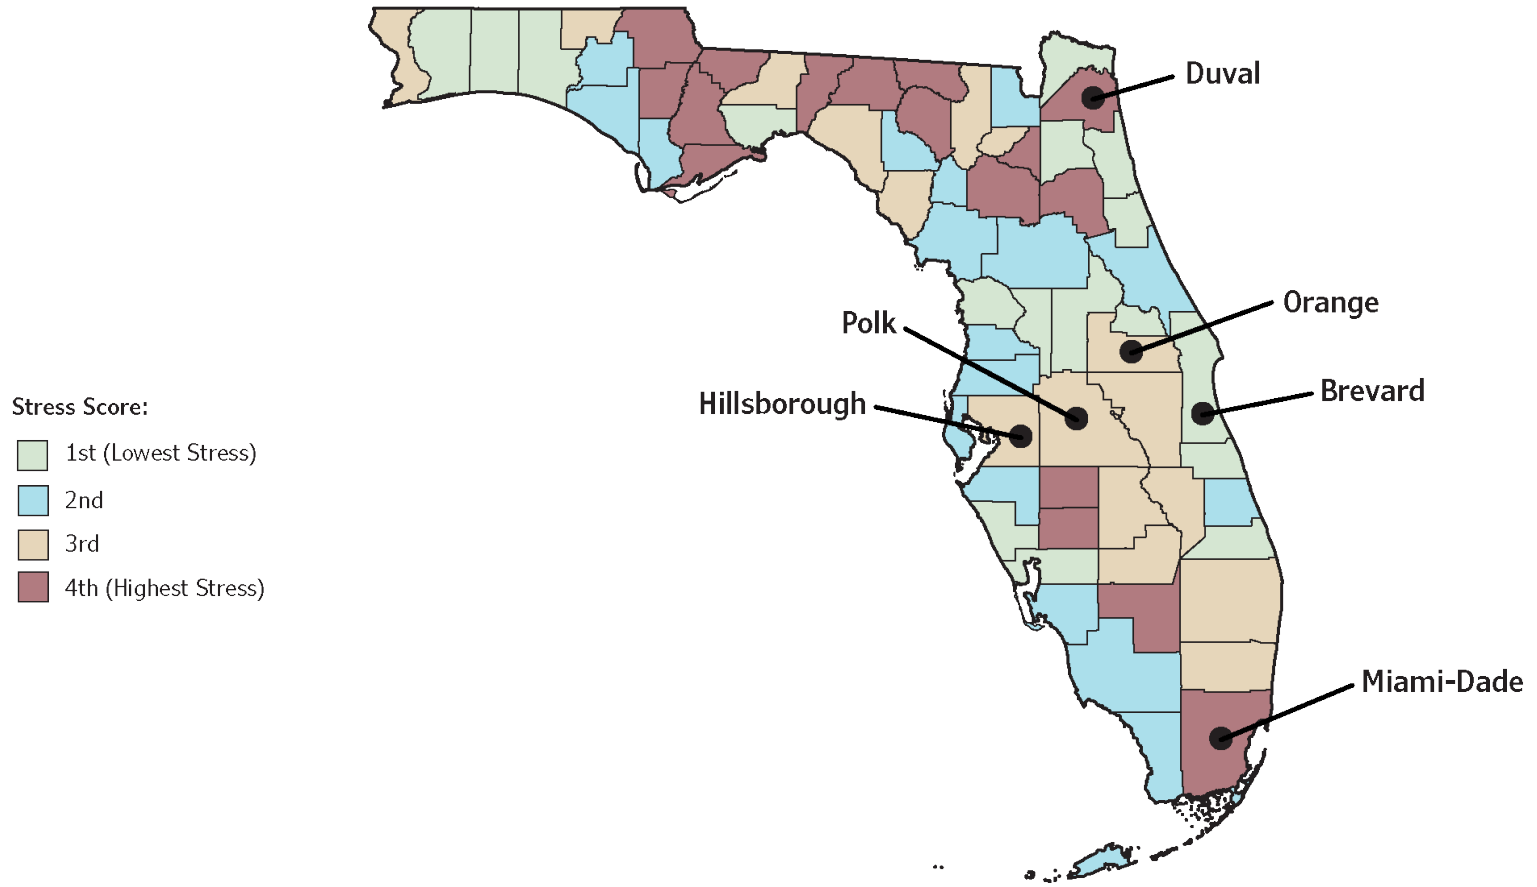 Duval
Orange
Polk
Brevard
Hillsborough
Stress Score:
1st (Lowest Stress)
2nd
3rd
4th (Highest Stress)
Miami-Dade